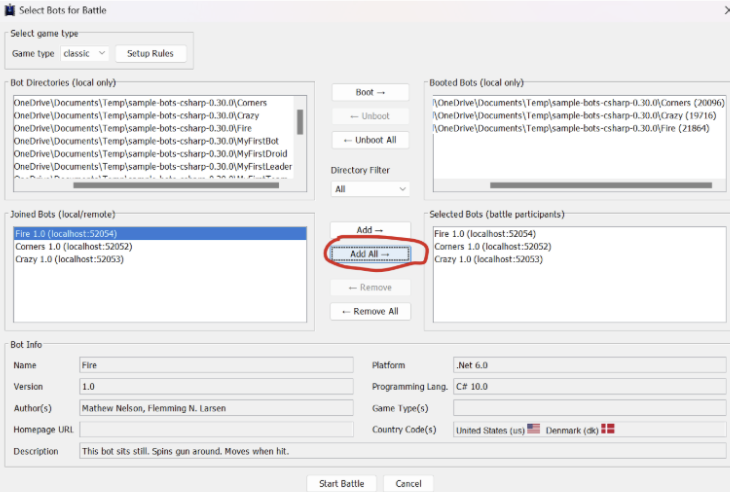 Select Bots for Battle
Select game type
Game type classic Setup Rules
Bot Directories (local only)
OneDrive\Documents\Temp\sample-bots-csharp-0.30.0\Corners
OneDrive\Documents\Temp\sample-bots-csharp-0.30.0\Crazy
OneDrive\Documents\Temp\sample-bots-csharp-0.30.0\Fire
OneDrive\Documents\Temp\sample-bots-csharp-0.30.0\MyFirstBot
OneDrive\Documents\Temp\sample-bots-csharp-0.30.0\MyFirstDroid
OneDrive\Documents\Temp\sample-bots-csharp-0.30.0\MyFirstLeader
Boot →
← Unboot
← Unboot All
Directory Filter
All
Booted Bots (local only)
\OneDrive\Documents\Temp\sample-bots-csharp-0.30.0\Corners (20096)
\OneDrive\Documents\Temp\sample-bots-csharp-0.30.0\Crazy (19716)
\OneDrive\Documents\Temp\sample-bots-csharp-0.30.0\Fire (21864)
Joined Bots (local/remote)
Fire 1.0 (localhost:52054)
Corners 1.0 (localhost:52052)
Crazy 1.0 (localhost:52053)
Add →
Add All →
← Remove
← Remove All
Selected Bots (battle participants)
Fire 1.0 (localhost:52054)
Corners 1.0 (localhost:52052)
Crazy 1.0 (localhost:52053)
Bot Info
Name Fire
Platform .Net 6.0
Version 1.0
Programming Lang. C# 10.0
Author(s) Mathew Nelson, Flemming N. Larsen
Game Type(s)
Homepage URL
Country Code(s) United States (us) Denmark (dk)
Description This bot sits still. Spins gun around. Moves when hit.
Start Battle Cancel